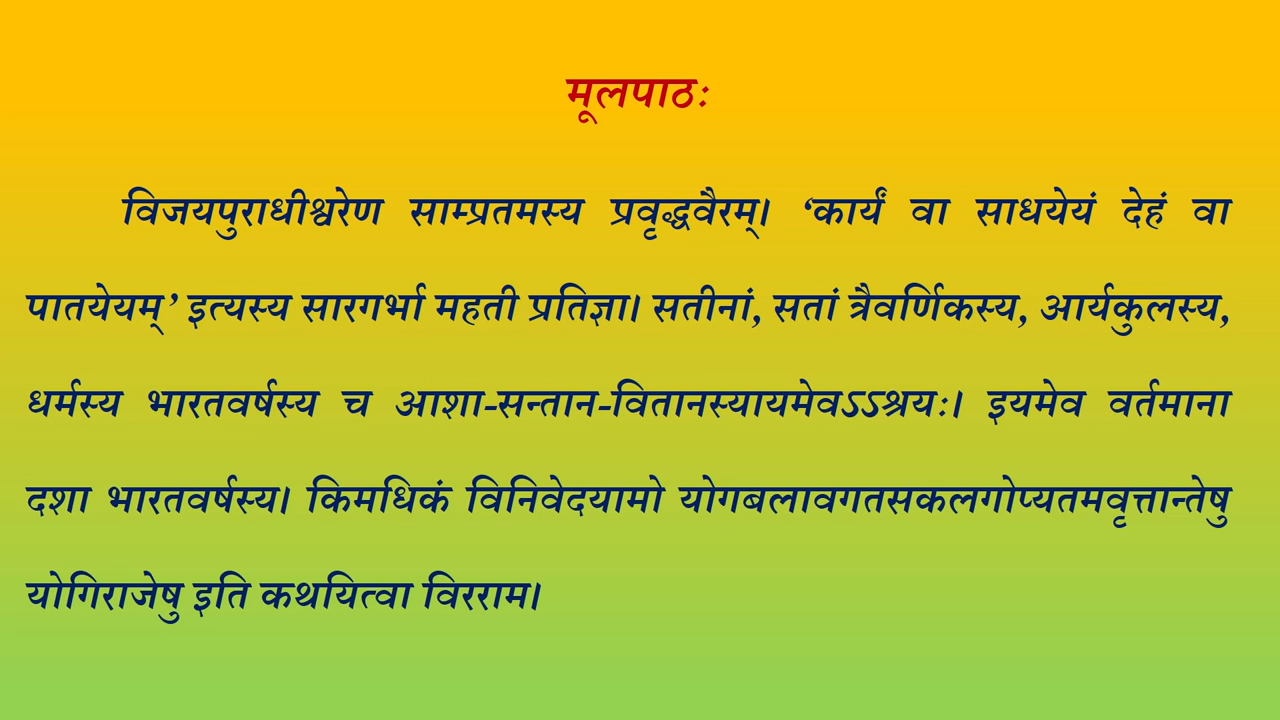 मूलपाठः
विजयपुराधीश्वरेण साम्प्रतमस्य प्रवृद्धवैरम्। ‘कार्यं वा साधयेयं देहं वा
पातयेयम्’ इत्यस्य सारगर्भा महती प्रतिज्ञा। सतीनां, सतां त्रैवर्णिकस्य, आर्यकुलस्य,
धर्मस्य भारतवर्षस्य च आशा-सन्तान-वितानस्यायमेवऽऽश्रयः। इयमेव वर्तमाना
दशा भारतवर्षस्य। किमधिकं विनिवेदयामो योगबलावगतसकलगोप्यतमवृत्तान्तेषु
योगिराजेषु इति कथयित्वा विरराम।